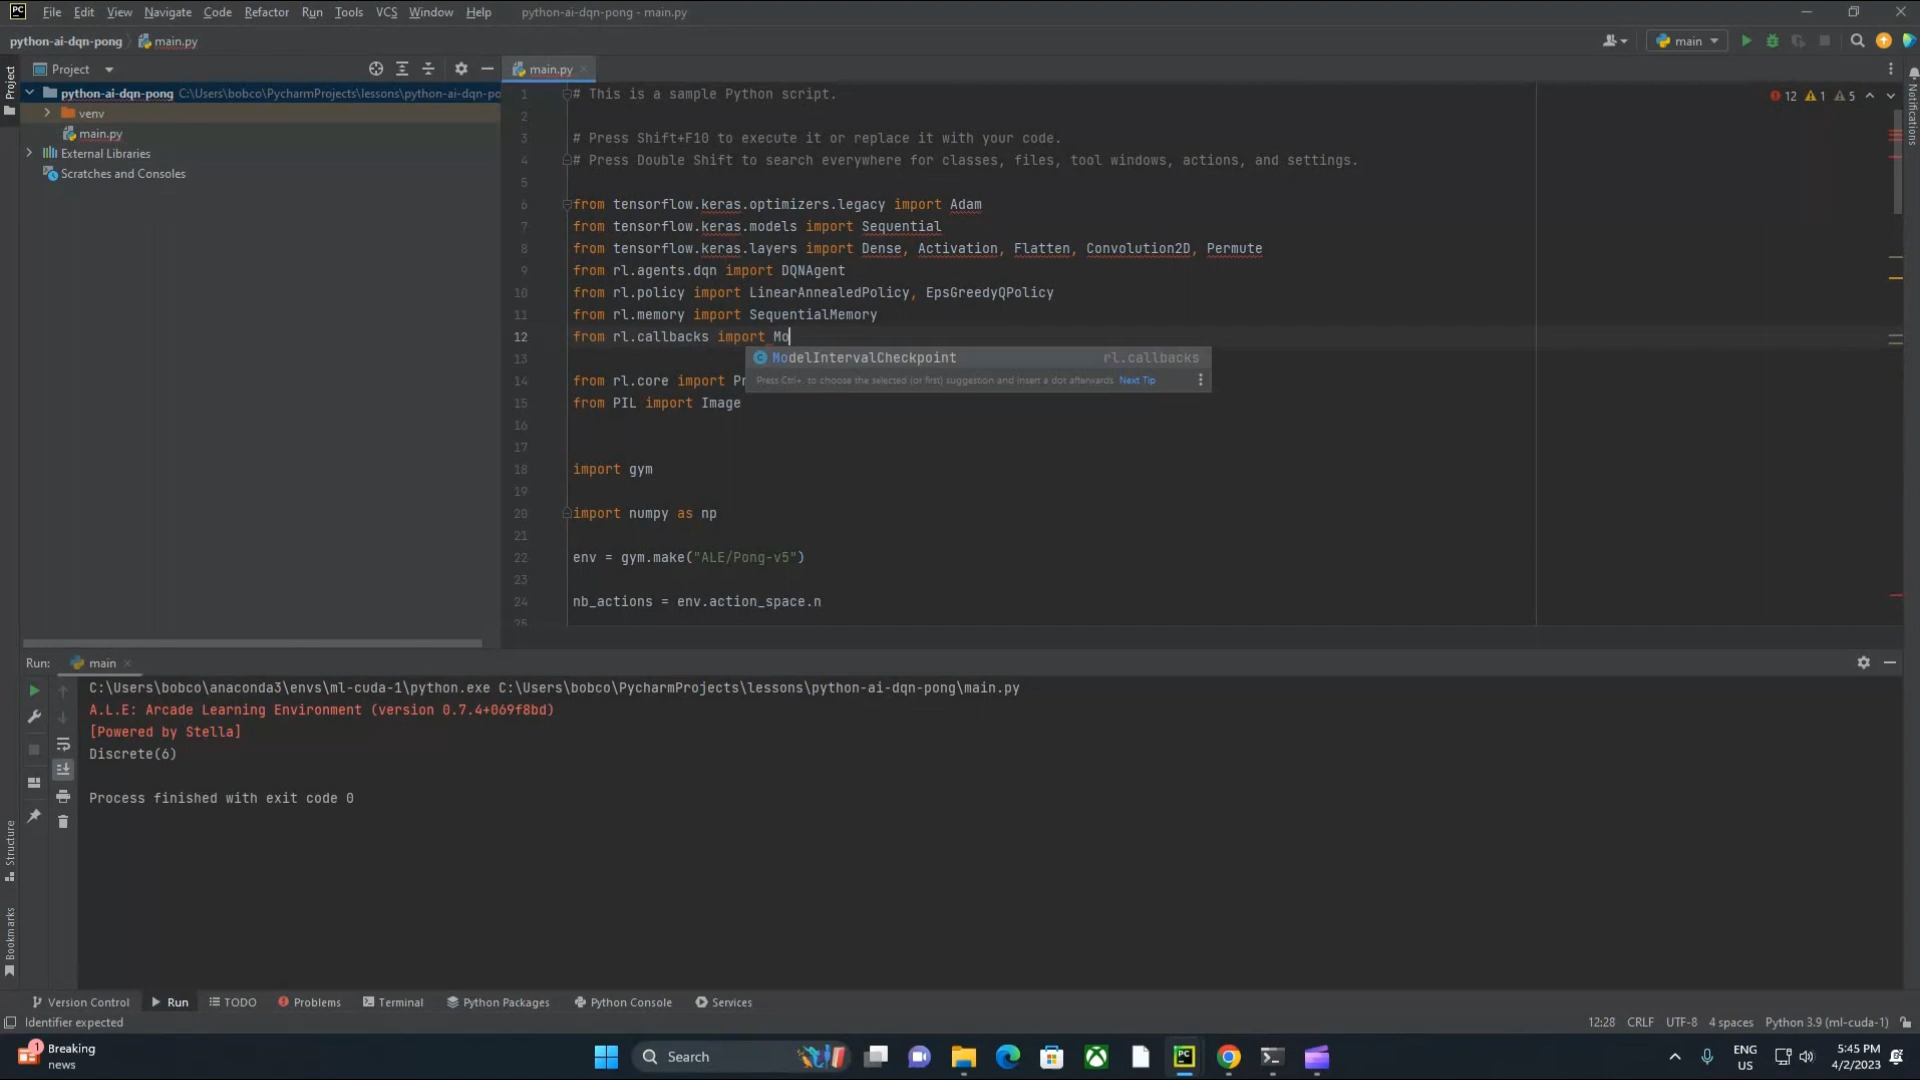 PC File Edit View Navigate Code Refactor Run Tools VCS Window Help python-ai-dqn-pong - main.py
python-ai-dqn-pong main.py main
Project
Project
main.py
python-ai-dqn-pong C:\Users\bobco\PycharmProjects\lessons\python-ai-dqn-po
venv
main.py
External Libraries
Scratches and Consoles
12 1 5
Notifications
1 # This is a sample Python script.
2
3 # Press Shift+F10 to execute it or replace it with your code.
4 # Press Double Shift to search everywhere for classes, files, tool windows, actions, and settings.
5
6 from tensorflow.keras.optimizers.legacy import Adam
7 from tensorflow.keras.models import Sequential
8 from tensorflow.keras.layers import Dense, Activation, Flatten, Convolution2D, Permute
9 from rl.agents.dqn import DQNAgent
10 from rl.policy import LinearAnnealedPolicy, EpsGreedyQPolicy
11 from rl.memory import SequentialMemory
12 from rl.callbacks import Mo
13
ModelIntervalCheckpoint rl.callbacks
Press Ctrl+. to choose the selected (or first) suggestion and insert a dot afterwards Next Tip
14 from rl.core import Pr
15 from PIL import Image
16
17
18 import gym
19
20 import numpy as np
21
22 env = gym.make("ALE/Pong-v5")
23
24 nb_actions = env.action_space.n
25
Run: main
C:\Users\bobco\anaconda3\envs\ml-cuda-1\python.exe C:\Users\bobco\PycharmProjects\lessons\python-ai-dqn-pong\main.py
A.L.E: Arcade Learning Environment (version 0.7.4+069f8bd)
[Powered by Stella]
Discrete(6)
Process finished with exit code 0
Structure
Bookmarks
Version Control Run TODO Problems Terminal Python Packages Python Console Services
Identifier expected 12:28 CRLF UTF-8 4 spaces Python 3.9 (ml-cuda-1)
1 Breaking
news
Search
PC
ENG
US
5:45 PM
4/2/2023